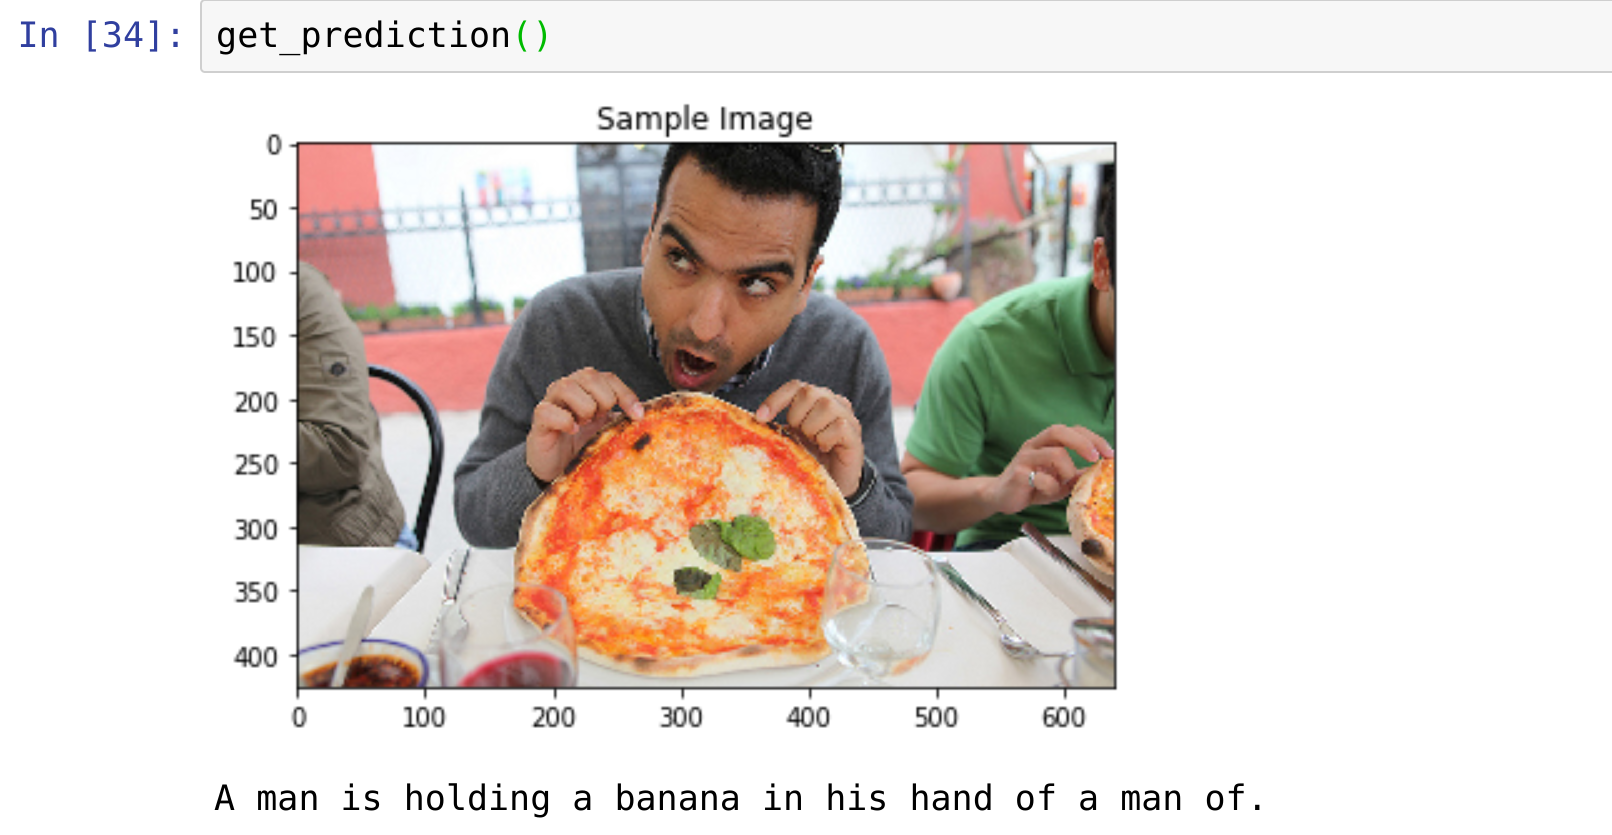 In [34]: get_prediction()
Sample Image
0
50
100
150
200
250
300
350
400
0 100 200 300 400 500 600
A man is holding a banana in his hand of a man of.